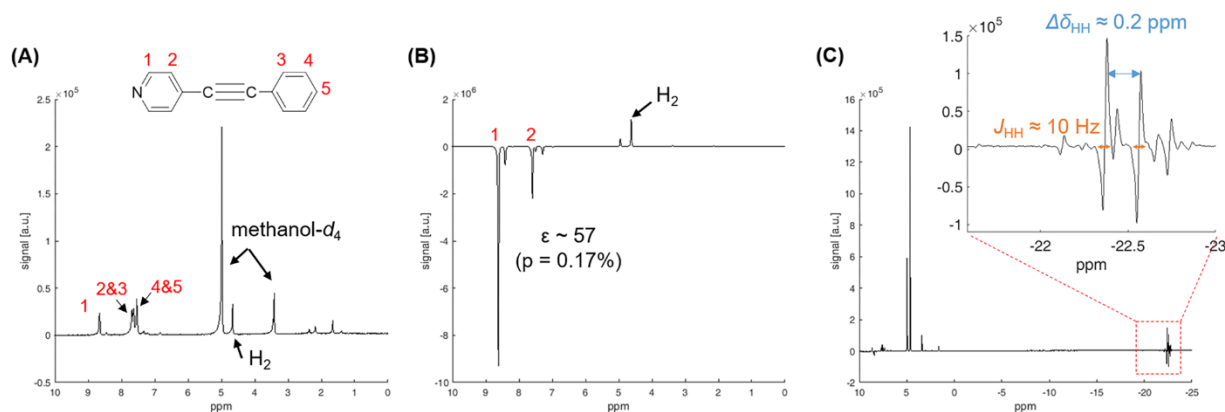 (A)
1 2 3 4 5
N C C
2.5 x 10^5
2
1.5
1
0.5
0
-0.5
signal [a.u.]
1
2&3
4&5
methanol-d4
H2
10 9 8 7 6 5 4 3 2 1 0
ppm
(B)
2 x 10^6
0
-2
-4
-6
-8
-10
signal [a.u.]
1
2
H2
ε ~ 57
(p = 0.17%)
10 9 8 7 6 5 4 3 2 1 0
ppm
(C)
16 x 10^5
14
12
10
8
6
4
2
0
-2
signal [a.u.]
10 5 0 -5 -10 -15 -20 -25
ppm
1.5 x 10^5
1
0.5
0
-0.5
-1
signal [a.u.]
ΔδHH ≈ 0.2 ppm
JHH ≈ 10 Hz
-22 -22.5 -23
ppm